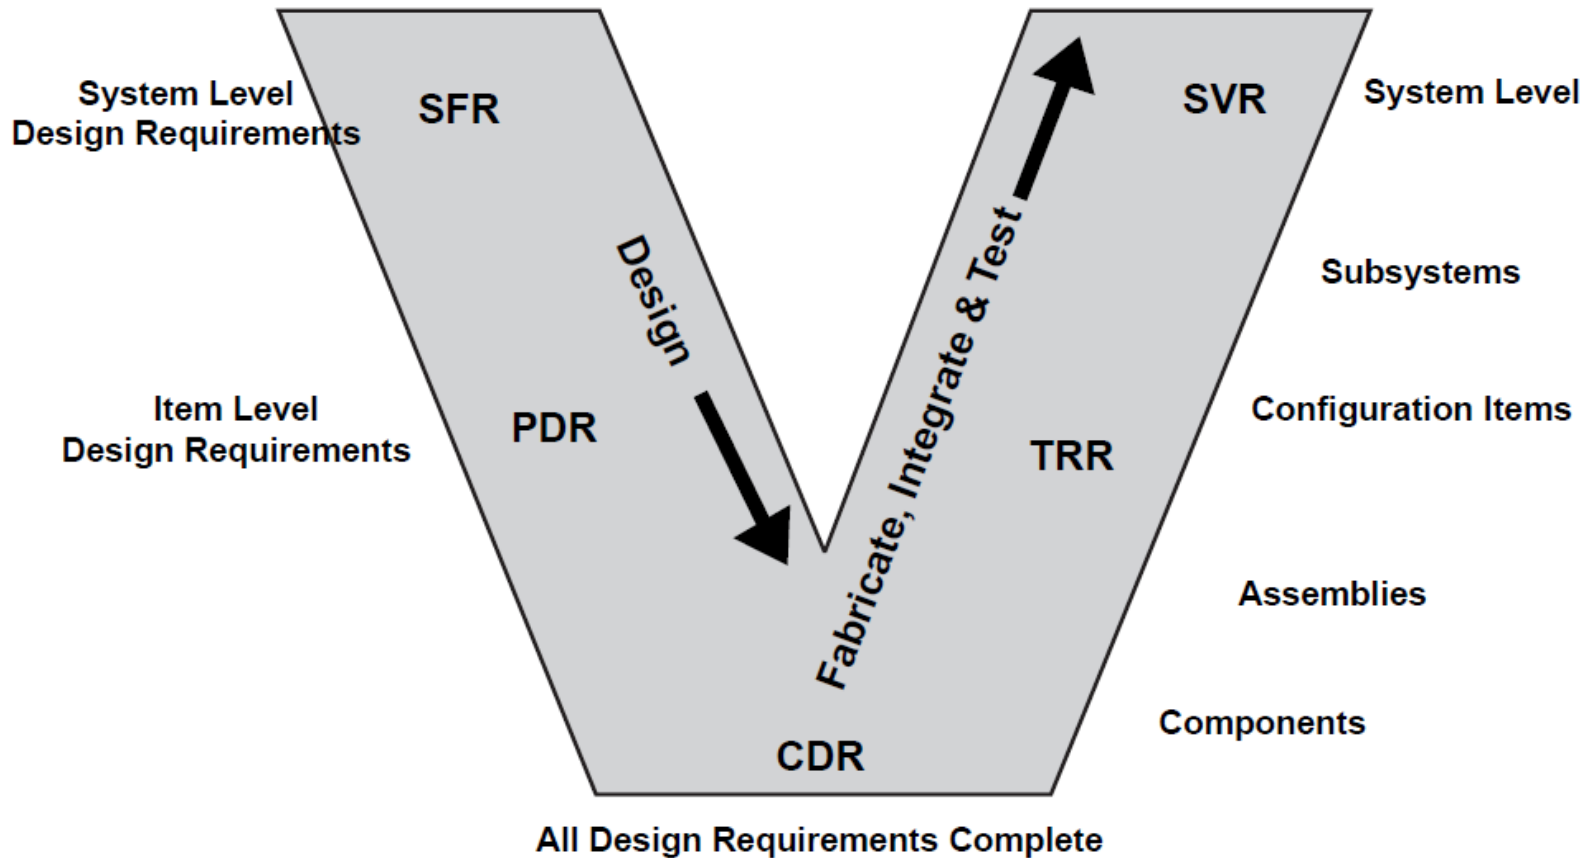 System Level
Design Requirements
SFR
SVR
System Level
Design
Fabricate, Integrate & Test
Subsystems
Item Level
Design Requirements
PDR
TRR
Configuration Items
Assemblies
Components
CDR
All Design Requirements Complete